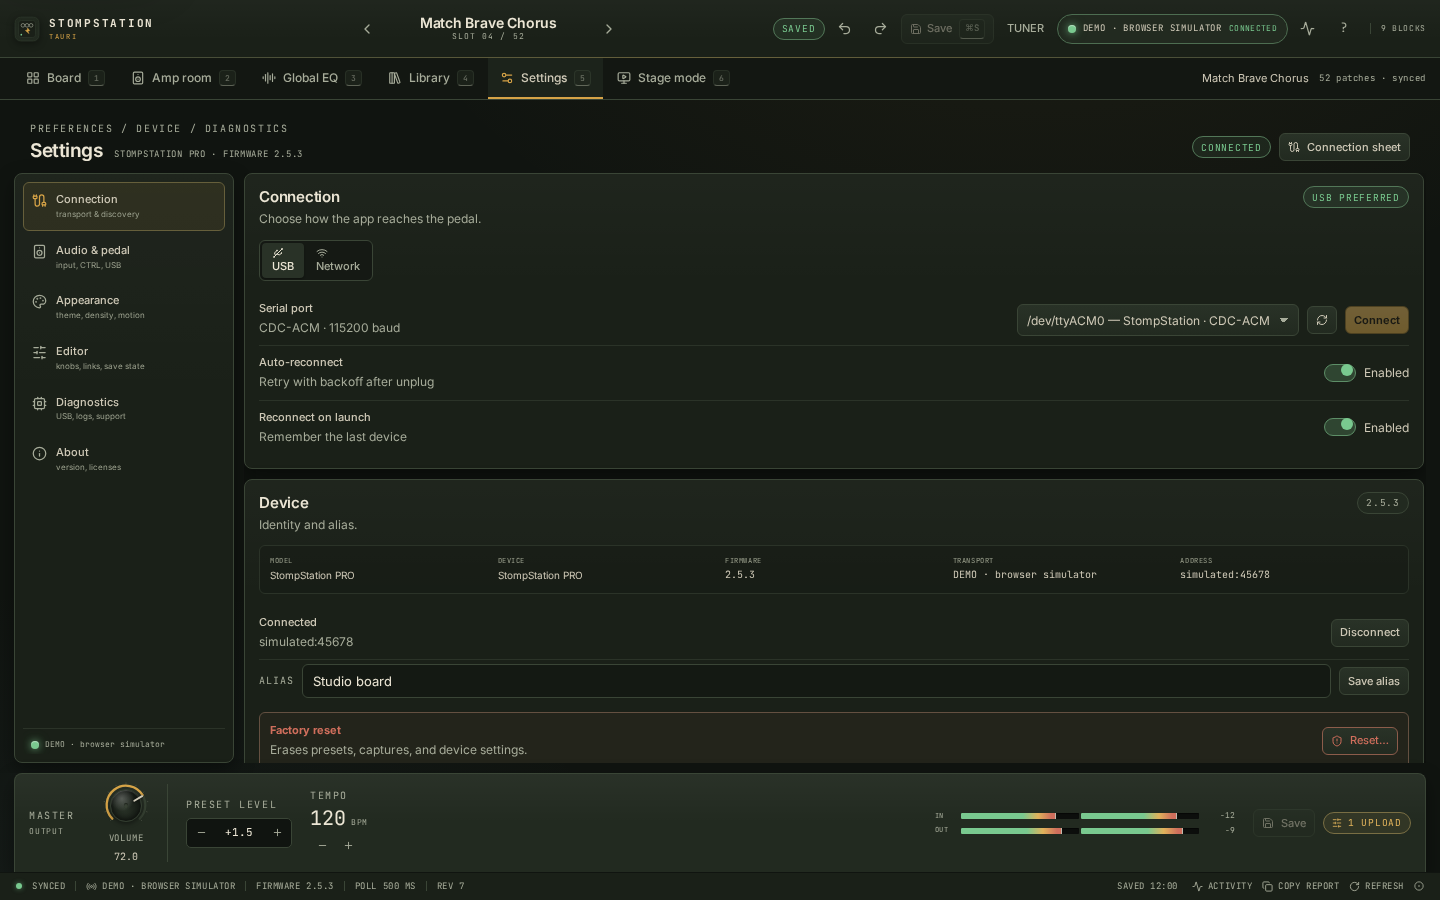 STOMPSTATION
TAURI
Match Brave Chorus
SLOT 04 / 52
SAVED
Save ⌘S
TUNER
DEMO · BROWSER SIMULATOR CONNECTED
?
9 BLOCKS
Board 1
Amp room 2
Global EQ 3
Library 4
Settings 5
Stage mode 6
Match Brave Chorus 52 patches · synced
PREFERENCES / DEVICE / DIAGNOSTICS
Settings STOMPSTATION PRO · FIRMWARE 2.5.3
CONNECTED
Connection sheet
Connection
transport & discovery
Audio & pedal
input, CTRL, USB
Appearance
theme, density, motion
Editor
knobs, links, save state
Diagnostics
USB, logs, support
About
version, licenses
DEMO · browser simulator
Connection
USB PREFERRED
Choose how the app reaches the pedal.
USB
Network
Serial port
CDC-ACM · 115200 baud
/dev/ttyACM0 — StompStation · CDC-ACM
Connect
Auto-reconnect
Retry with backoff after unplug
Enabled
Reconnect on launch
Remember the last device
Enabled
Device
2.5.3
Identity and alias.
MODEL
StompStation PRO
DEVICE
StompStation PRO
FIRMWARE
2.5.3
TRANSPORT
DEMO · browser simulator
ADDRESS
simulated:45678
Connected
simulated:45678
Disconnect
ALIAS
Studio board
Save alias
Factory reset
Erases presets, captures, and device settings.
Reset...
MASTER
OUTPUT
VOLUME
72.0
PRESET LEVEL
− +1.5 +
TEMPO
120 BPM
− +
IN -12
OUT -9
Save
1 UPLOAD
SYNCED
DEMO · BROWSER SIMULATOR
FIRMWARE 2.5.3
POLL 500 MS
REV 7
SAVED 12:00
ACTIVITY
COPY REPORT
REFRESH